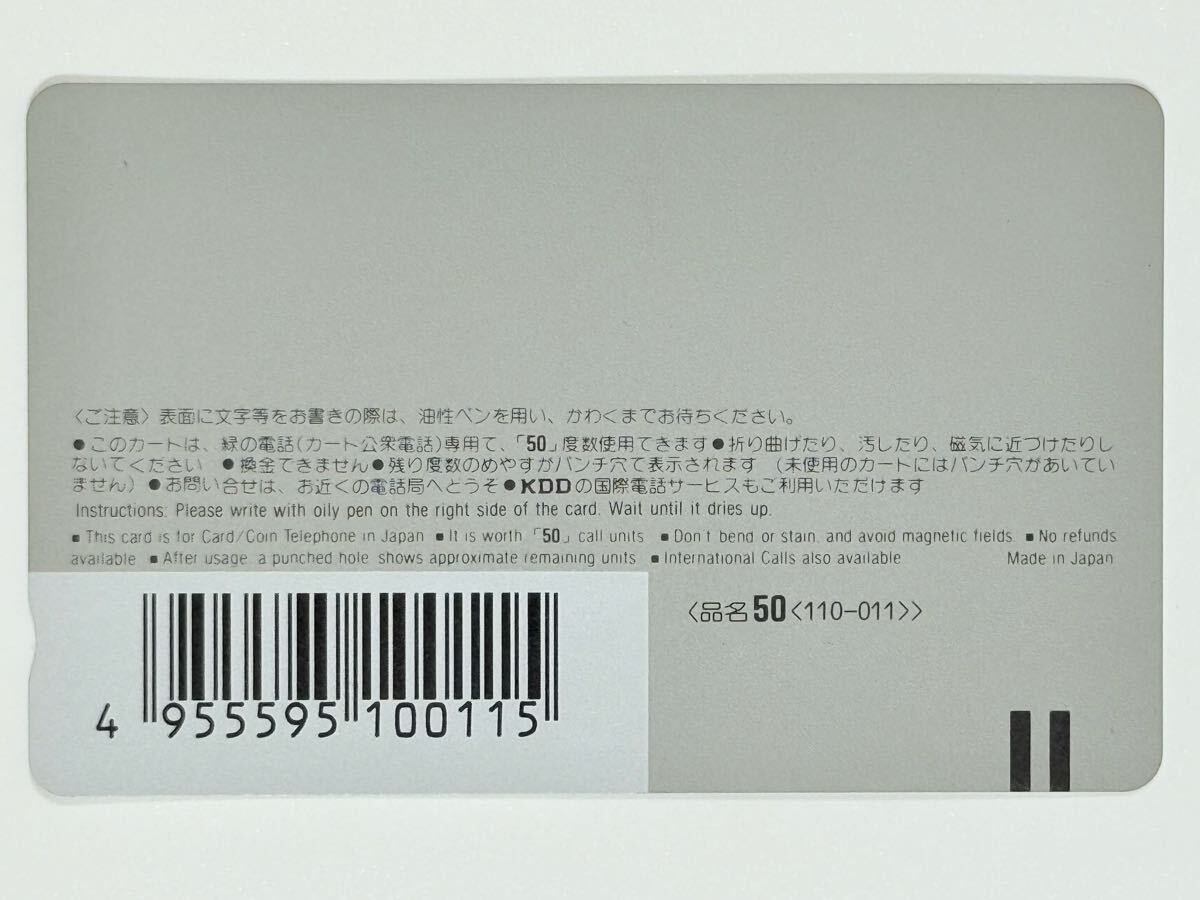 〈ご注意〉表面に文字等をお書きの際は、油性ペンを用い、かわくまでお待ちください。
●このカードは、緑の電話(カード公衆電話)専用で、「50」度数使用できます●折り曲げたり、汚したり、磁気に近づけたりし
ないでください ●換金できません●残り度数のめやすがパンチ穴で表示されます (未使用のカードにはパンチ穴があいてい
ません)●お問い合せは、お近くの電話局へどうぞ●KDDの国際電話サービスもご利用いただけます
Instructions: Please write with oily pen on the right side of the card. Wait until it dries up.
■This card is for Card/Coin Telephone in Japan ■It is worth「50」call units ■Don't bend or stain, and avoid magnetic fields ■No refunds
available ■After usage, a punched hole shows approximate remaining units ■International Calls also available Made in Japan
〈品名50〈110-011〉〉
4 955595 100115